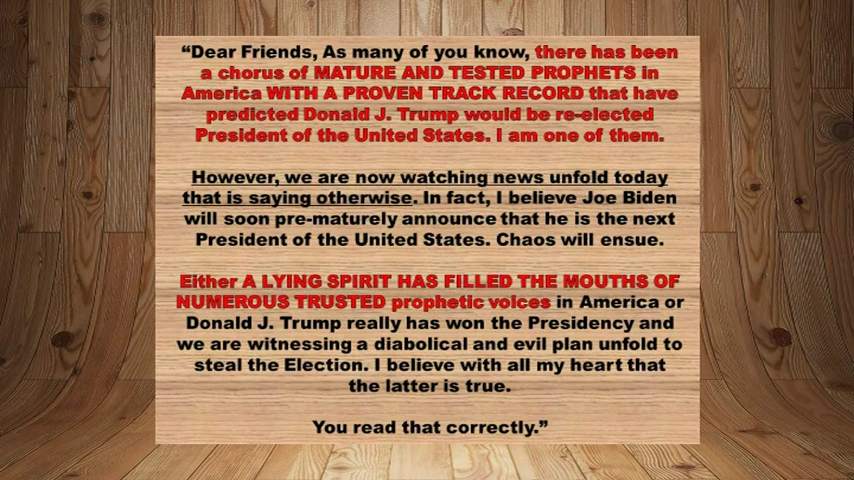 “Dear Friends, As many of you know, there has been
a chorus of MATURE AND TESTED PROPHETS in
America WITH A PROVEN TRACK RECORD that have
predicted Donald J. Trump would be re-elected
President of the United States. I am one of them.
However, we are now watching news unfold today
that is saying otherwise. In fact, I believe Joe Biden
will soon pre-maturely announce that he is the next
President of the United States. Chaos will ensue.
Either A LYING SPIRIT HAS FILLED THE MOUTHS OF
NUMEROUS TRUSTED prophetic voices in America or
Donald J. Trump really has won the Presidency and
we are witnessing a diabolical and evil plan unfold to
steal the Election. I believe with all my heart that
the latter is true.
You read that correctly.”